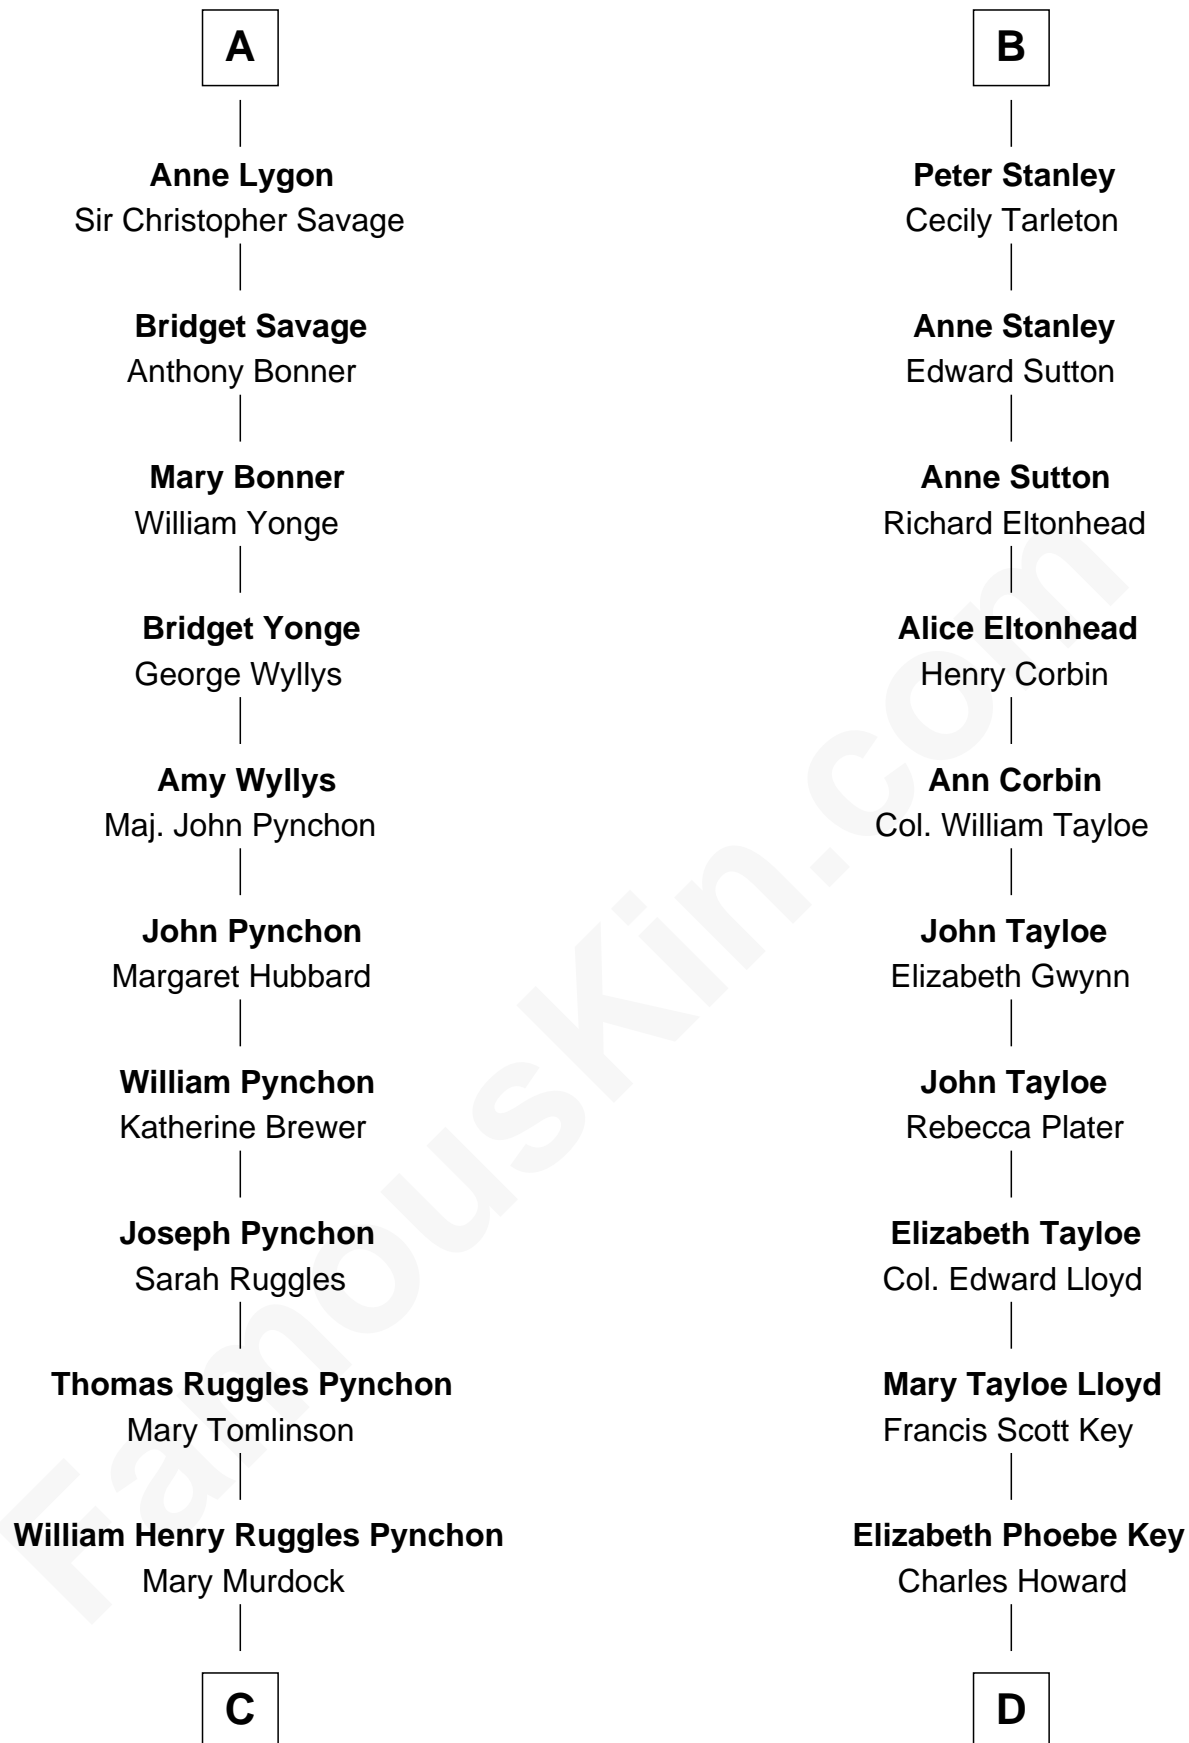 A
Anne Lygon
Sir Christopher Savage
Bridget Savage
Anthony Bonner
Mary Bonner
William Yonge
Bridget Yonge
George Wyllys
Amy Wyllys
Maj. John Pynchon
John Pynchon
Margaret Hubbard
William Pynchon
Katherine Brewer
Joseph Pynchon
Sarah Ruggles
Thomas Ruggles Pynchon
Mary Tomlinson
William Henry Ruggles Pynchon
Mary Murdock
C
B
Peter Stanley
Cecily Tarleton
Anne Stanley
Edward Sutton
Anne Sutton
Richard Eltonhead
Alice Eltonhead
Henry Corbin
Ann Corbin
Col. William Tayloe
John Tayloe
Elizabeth Gwynn
John Tayloe
Rebecca Plater
Elizabeth Tayloe
Col. Edward Lloyd
Mary Tayloe Lloyd
Francis Scott Key
Elizabeth Phoebe Key
Charles Howard
D
FamousKin.com